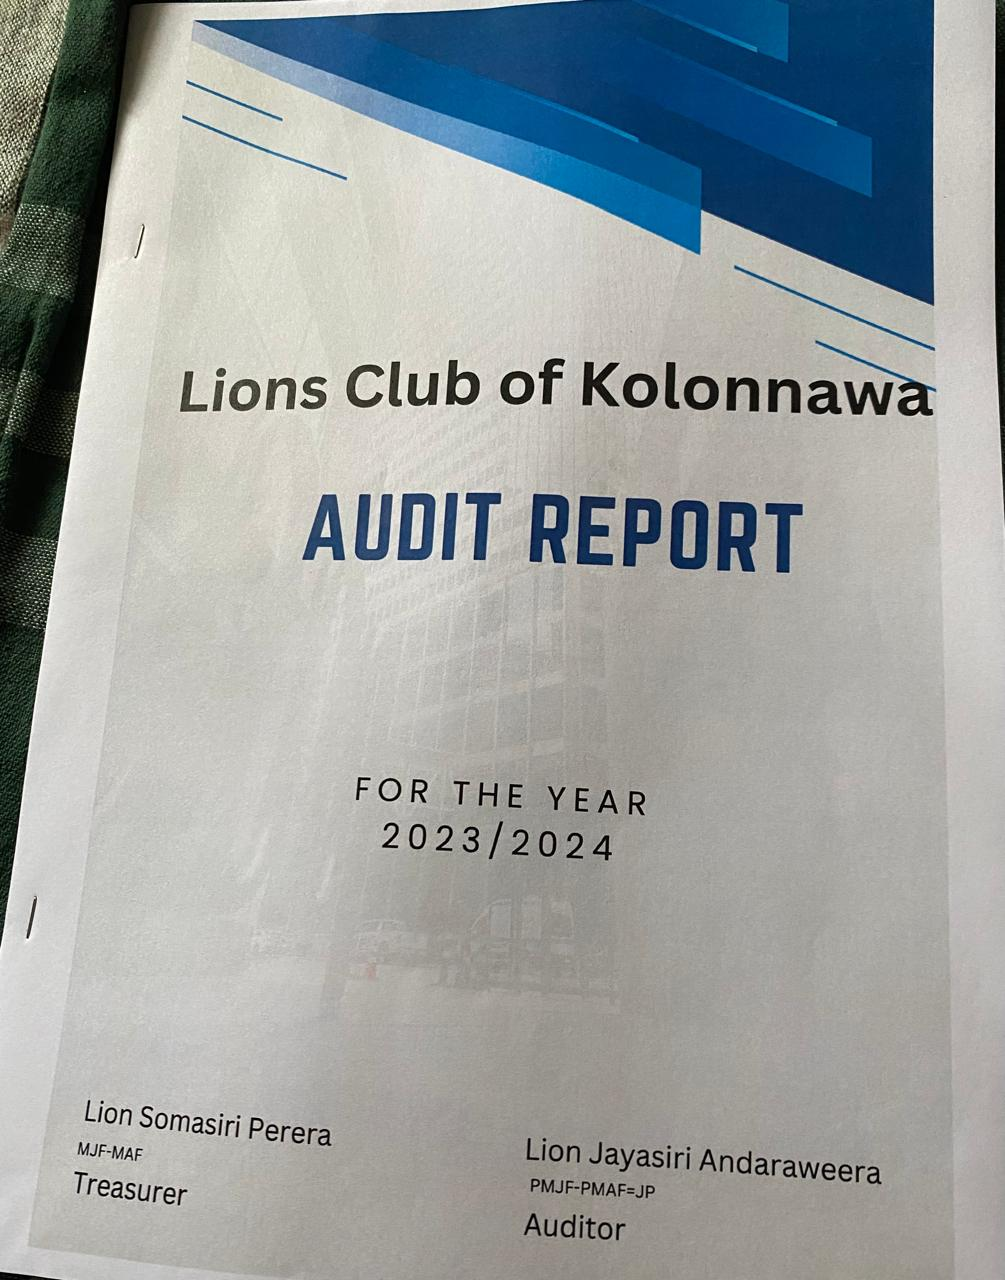 Lions Club of Kolonnawa
AUDIT REPORT
FOR THE YEAR
2023/2024
Lion Somasiri Perera
MJF-MAF
Treasurer
Lion Jayasiri Andaraweera
PMJF-PMAF=JP
Auditor